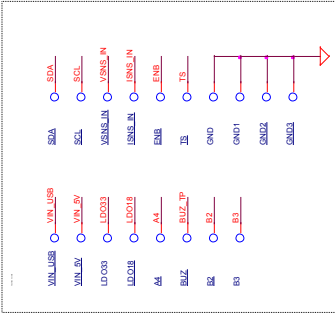 SDA SCL VSNS_IN ISNS_IN ENB TS
SDA SCL VSNS_IN ISNS_IN ENB TS GND GND1 GND2 GND3
VIN_USB VIN_5V LDO33 LDO18 A4 BUZ_TP B2 B3
VIN_USB VIN_5V LDO33 LDO18 A4 BUZ B2 B3